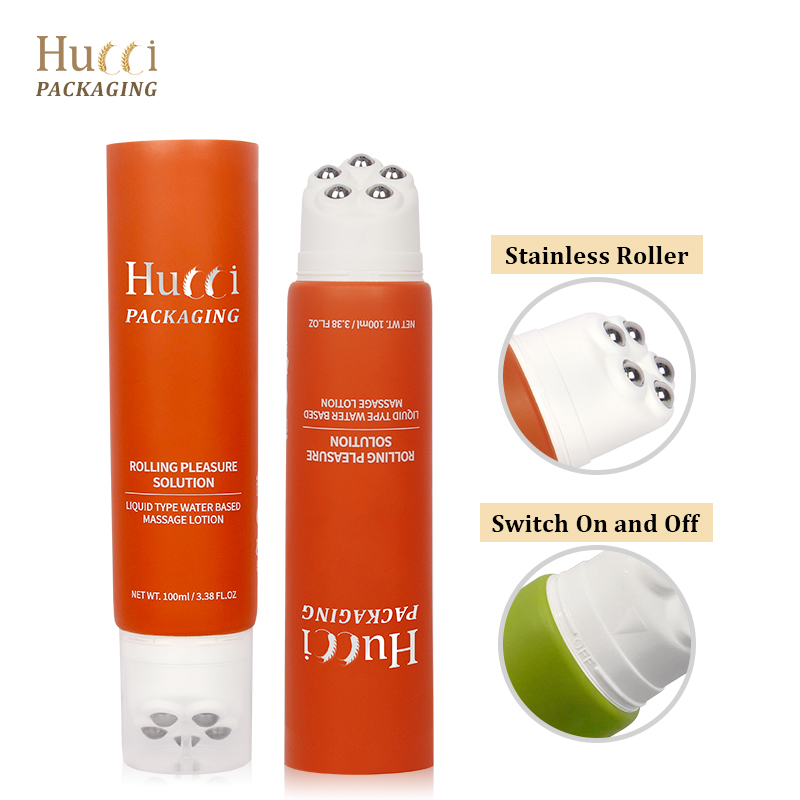 Hucci
PACKAGING
Hucci
PACKAGING
ROLLING PLEASURE
SOLUTION
LIQUID TYPE WATER BASED
MASSAGE LOTION
NET WT. 100ml / 3.38 FL.OZ
Hucci
PACKAGING
ROLLING PLEASURE
SOLUTION
LIQUID TYPE WATER BASED
MASSAGE LOTION
NET WT. 100ml / 3.38 FL.OZ
Stainless Roller
Switch On and Off
OFF